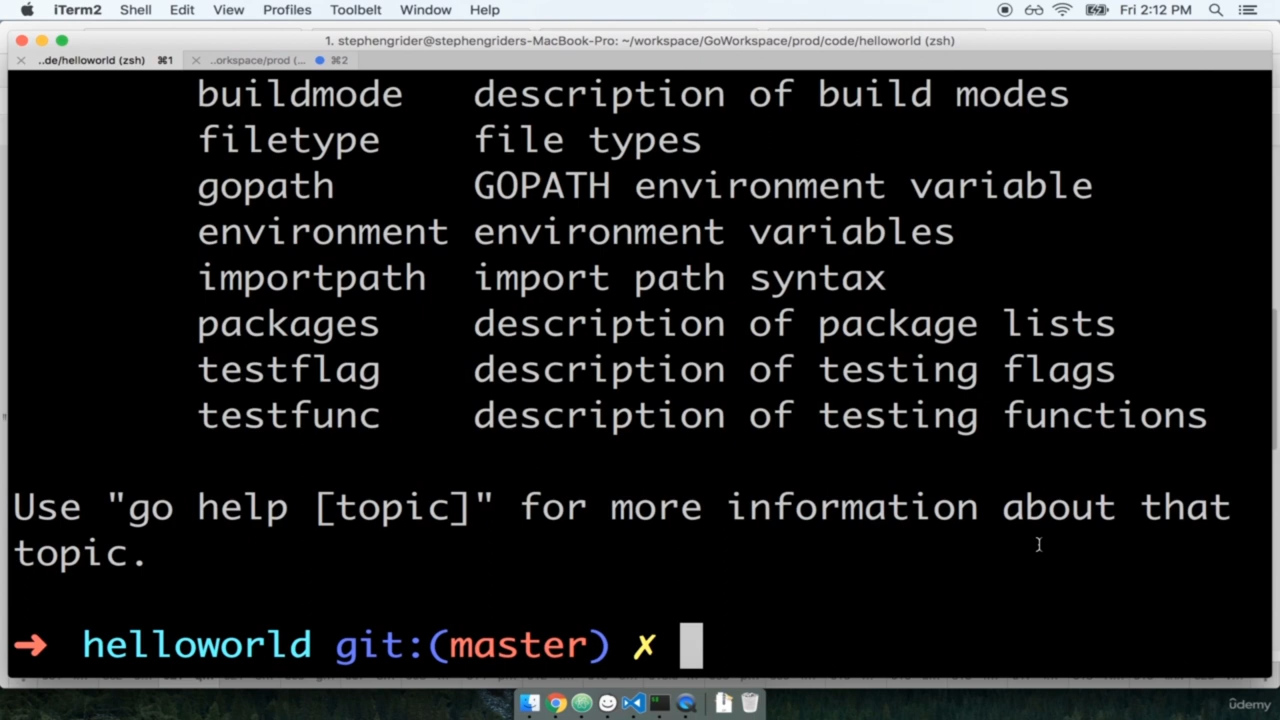 iTerm2 Shell Edit View Profiles Toolbelt Window Help Fri 2:12 PM
1. stephengrider@stephengriders-MacBook-Pro: ~/workspace/GoWorkspace/prod/code/helloworld (zsh)
..de/helloworld (zsh) ⌘1 ..orkspace/prod (... ⌘2
buildmode description of build modes
filetype file types
gopath GOPATH environment variable
environment environment variables
importpath import path syntax
packages description of package lists
testflag description of testing flags
testfunc description of testing functions
Use "go help [topic]" for more information about that
topic.
➜ helloworld git:(master) ✗
ûdemy